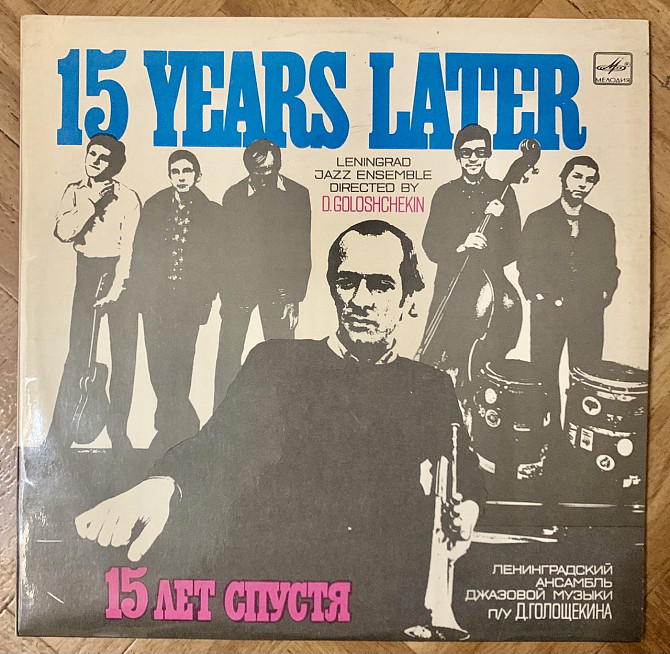 15 YEARS LATER
МЕЛОДИЯ
LENINGRAD
JAZZ ENSEMBLE
DIRECTED BY
D.GOLOSHCHEKIN
15 ЛЕТ СПУСТЯ
ЛЕНИНГРАДСКИЙ
АНСАМБЛЬ
ДЖАЗОВОЙ МУЗЫКИ
П/У Д.ГОЛОЩЕКИНА